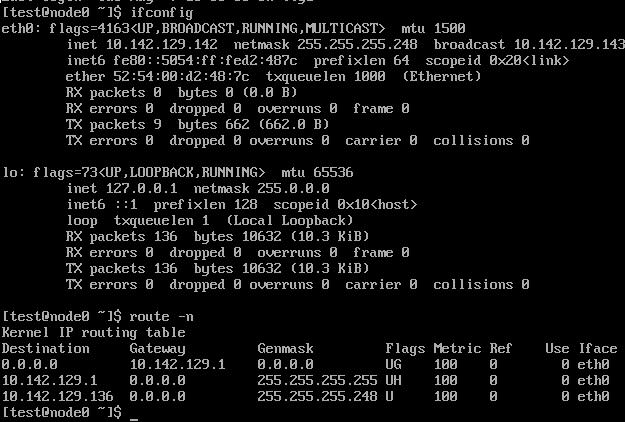 [test@node0 ~]$ ifconfig
eth0: flags=4163<UP,BROADCAST,RUNNING,MULTICAST>  mtu 1500
        inet 10.142.129.142  netmask 255.255.255.248  broadcast 10.142.129.143
        inet6 fe80::5054:ff:fed2:487c  prefixlen 64  scopeid 0x20<link>
        ether 52:54:00:d2:48:7c  txqueuelen 1000  (Ethernet)
        RX packets 0  bytes 0 (0.0 B)
        RX errors 0  dropped 0  overruns 0  frame 0
        TX packets 9  bytes 662 (662.0 B)
        TX errors 0  dropped 0 overruns 0  carrier 0  collisions 0

lo: flags=73<UP,LOOPBACK,RUNNING>  mtu 65536
        inet 127.0.0.1  netmask 255.0.0.0
        inet6 ::1  prefixlen 128  scopeid 0x10<host>
        loop  txqueuelen 1  (Local Loopback)
        RX packets 136  bytes 10632 (10.3 KiB)
        RX errors 0  dropped 0  overruns 0  frame 0
        TX packets 136  bytes 10632 (10.3 KiB)
        TX errors 0  dropped 0 overruns 0  carrier 0  collisions 0

[test@node0 ~]$ route -n
Kernel IP routing table
Destination     Gateway         Genmask         Flags Metric Ref    Use Iface
0.0.0.0         10.142.129.1    0.0.0.0         UG    100    0        0 eth0
10.142.129.1    0.0.0.0         255.255.255.255 UH    100    0        0 eth0
10.142.129.136  0.0.0.0         255.255.255.248 U     100    0        0 eth0
[test@node0 ~]$ _